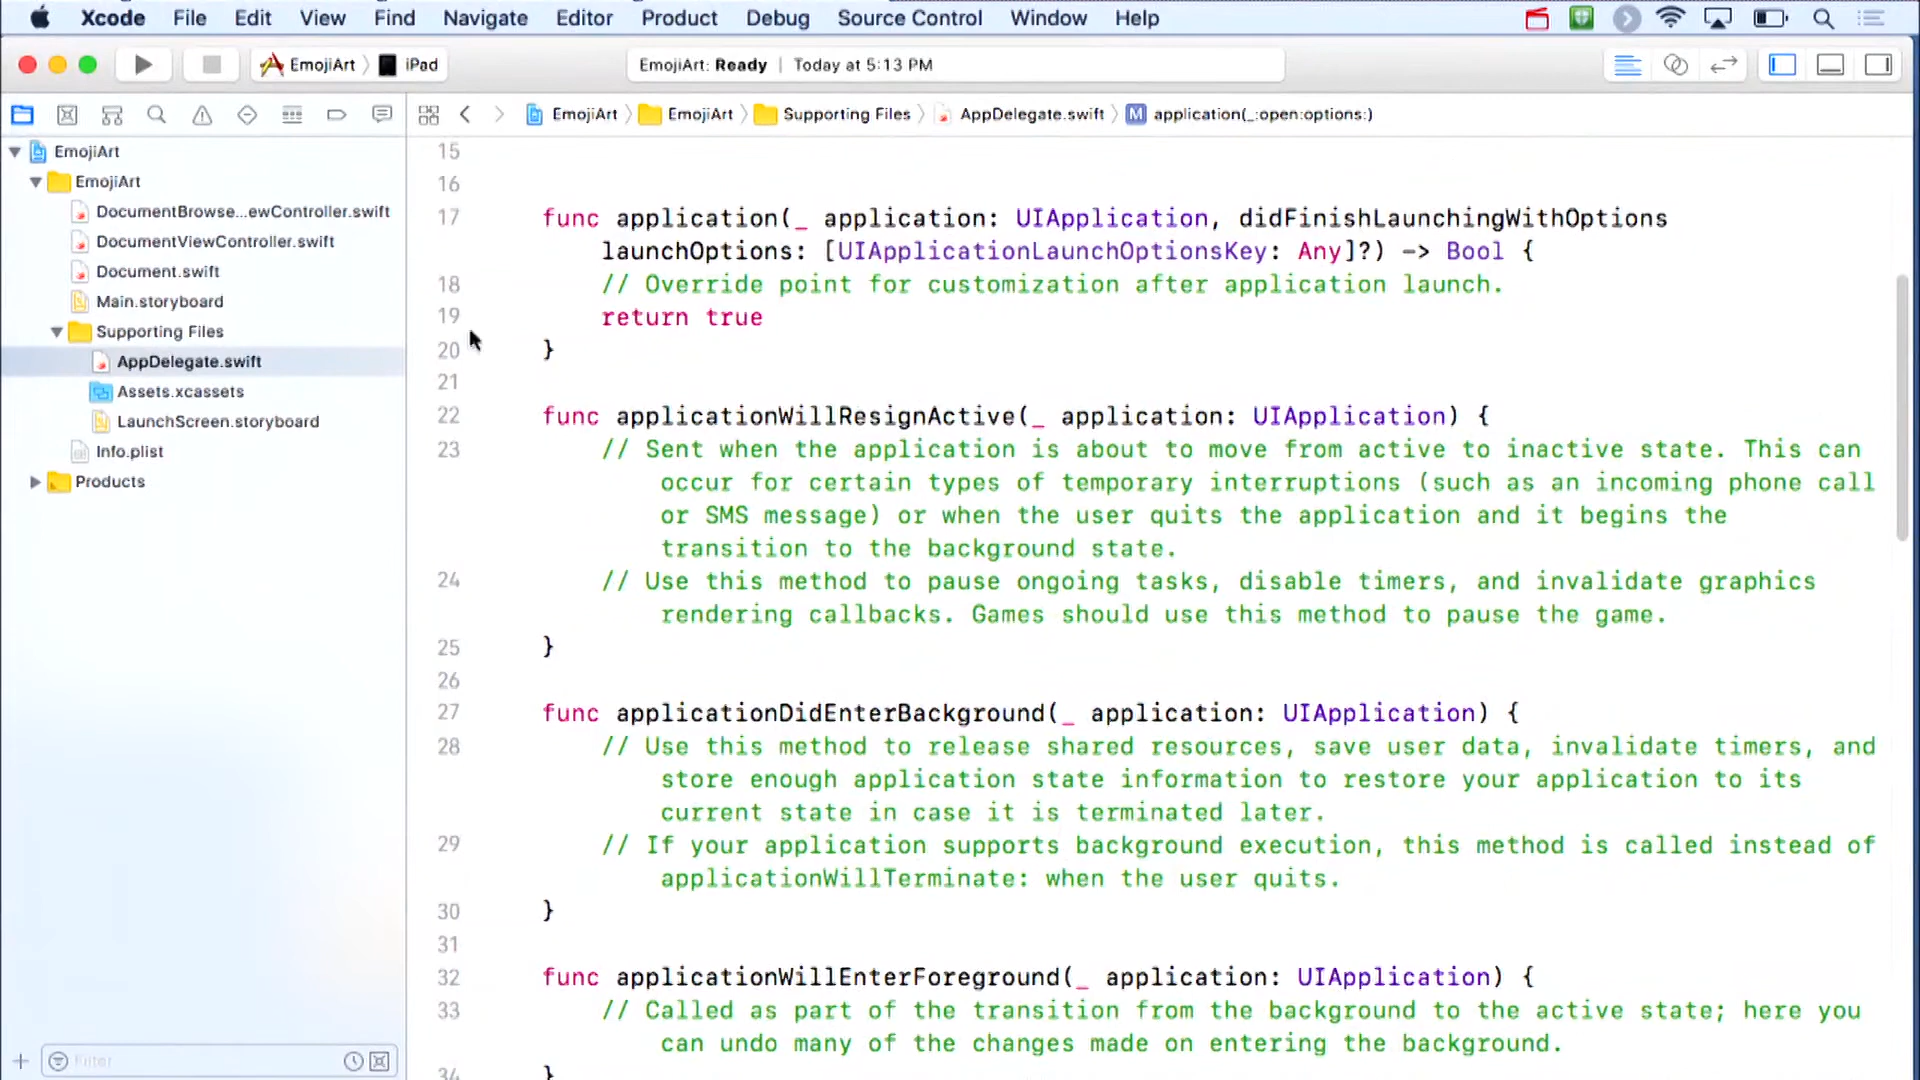 Xcode File Edit View Find Navigate Editor Product Debug Source Control Window Help
EmojiArt iPad EmojiArt: Ready | Today at 5:13 PM
EmojiArt EmojiArt Supporting Files AppDelegate.swift M application(_:open:options:)
EmojiArt
EmojiArt
DocumentBrowse...ewController.swift
DocumentViewController.swift
Document.swift
Main.storyboard
Supporting Files
AppDelegate.swift
Assets.xcassets
LaunchScreen.storyboard
Info.plist
Products
Filter
15
16
17 func application(_ application: UIApplication, didFinishLaunchingWithOptions
launchOptions: [UIApplicationLaunchOptionsKey: Any]?) -> Bool {
18 // Override point for customization after application launch.
19 return true
20 }
21
22 func applicationWillResignActive(_ application: UIApplication) {
23 // Sent when the application is about to move from active to inactive state. This can
occur for certain types of temporary interruptions (such as an incoming phone call
or SMS message) or when the user quits the application and it begins the
transition to the background state.
24 // Use this method to pause ongoing tasks, disable timers, and invalidate graphics
rendering callbacks. Games should use this method to pause the game.
25 }
26
27 func applicationDidEnterBackground(_ application: UIApplication) {
28 // Use this method to release shared resources, save user data, invalidate timers, and
store enough application state information to restore your application to its
current state in case it is terminated later.
29 // If your application supports background execution, this method is called instead of
applicationWillTerminate: when the user quits.
30 }
31
32 func applicationWillEnterForeground(_ application: UIApplication) {
33 // Called as part of the transition from the background to the active state; here you
can undo many of the changes made on entering the background.
34 }